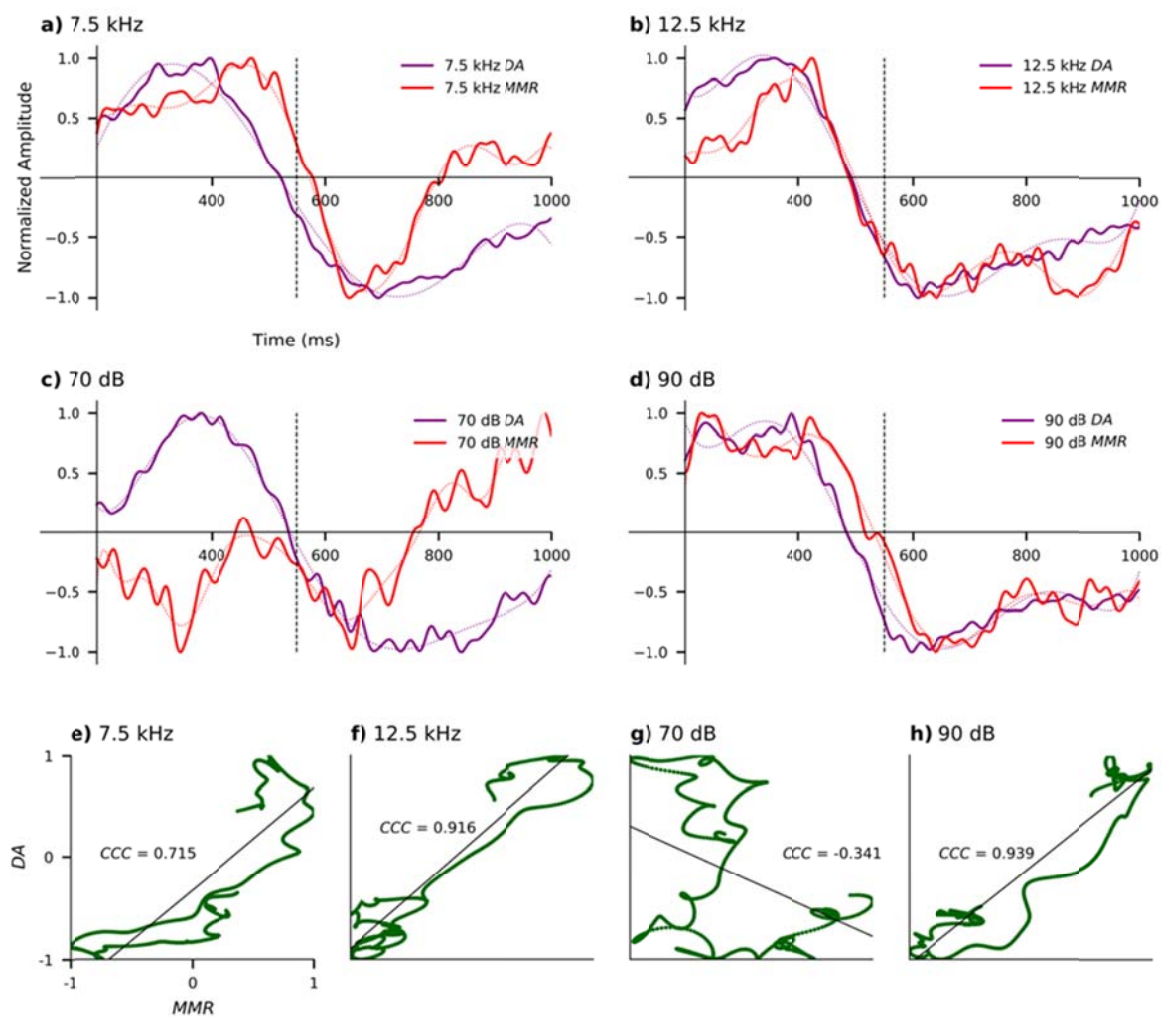 a) 7.5 kHz
b) 12.5 kHz
Normalized Amplitude
1.0
0.5
−0.5
−1.0
400
600
800
1000
7.5 kHz DA
7.5 kHz MMR
1.0
0.5
−0.5
−1.0
400
600
800
1000
12.5 kHz DA
12.5 kHz MMR
Time (ms)
c) 70 dB
d) 90 dB
1.0
0.5
−0.5
−1.0
400
600
800
1000
70 dB DA
70 dB MMR
1.0
0.5
−0.5
−1.0
400
600
800
1000
90 dB DA
90 dB MMR
e) 7.5 kHz
f) 12.5 kHz
g) 70 dB
h) 90 dB
DA
1
0
-1
-1
0
1
MMR
CCC = 0.715
CCC = 0.916
CCC = -0.341
CCC = 0.939